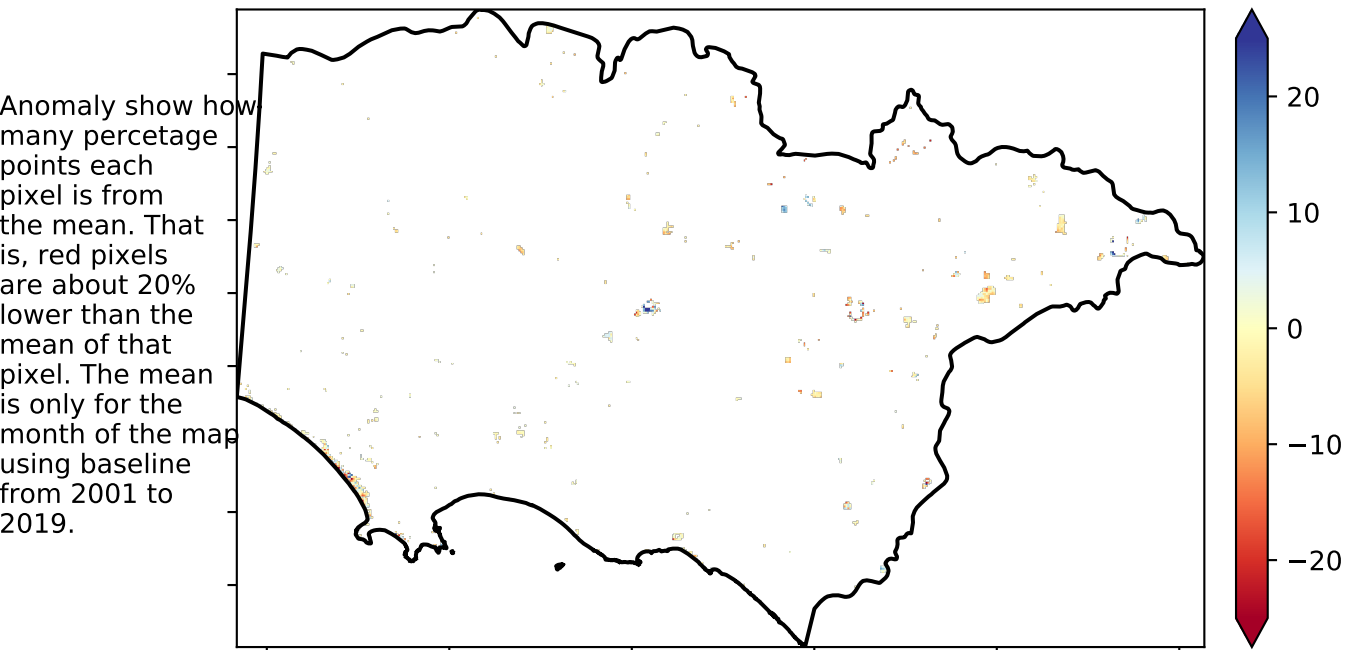 Anomaly show how
many percetage
points each
pixel is from
the mean. That
is, red pixels
are about 20%
lower than the
mean of that
pixel. The mean
is only for the
month of the map
using baseline
from 2001 to
2019.
20
10
0
−10
−20